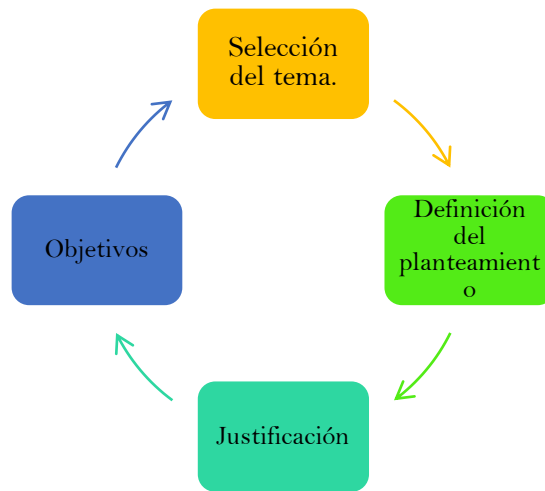 Selección
del tema.
Definición
del
planteamient
o
Justificación
Objetivos